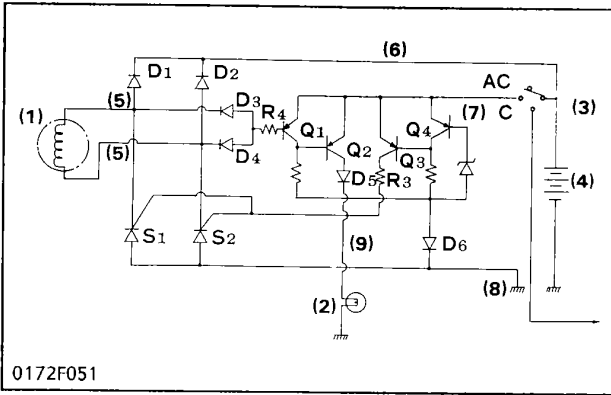 (6)
D1 D2 AC
(5) D3 (7) C (3)
(1) R4 Q1 Q4
(5) D4 Q2 Q3 (4)
D5 R3
S1 S2 (9) D6
(2) (8)
0172F051